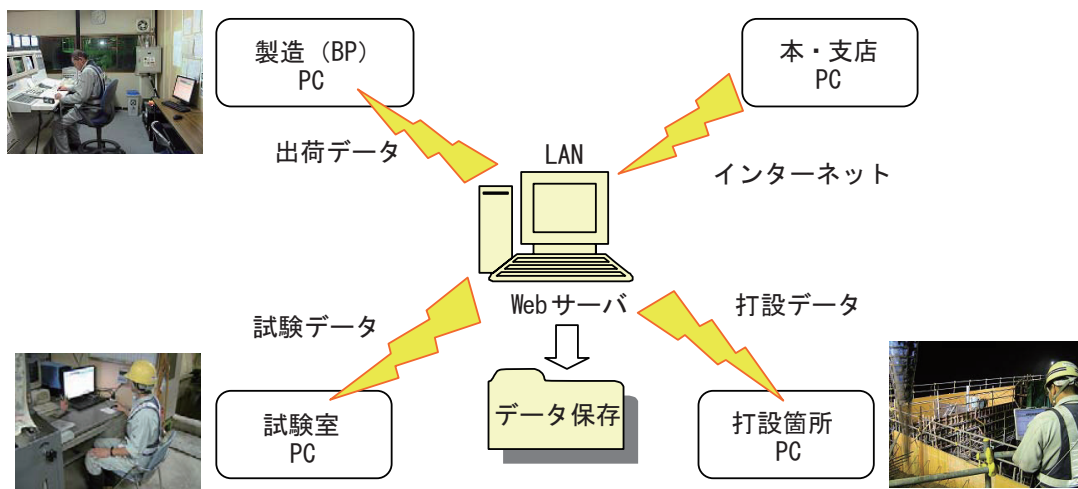 製造（BP）
PC
本・支店
PC
出荷データ
LAN
インターネット
Webサーバ
試験データ
打設データ
データ保存
試験室
PC
打設箇所
PC